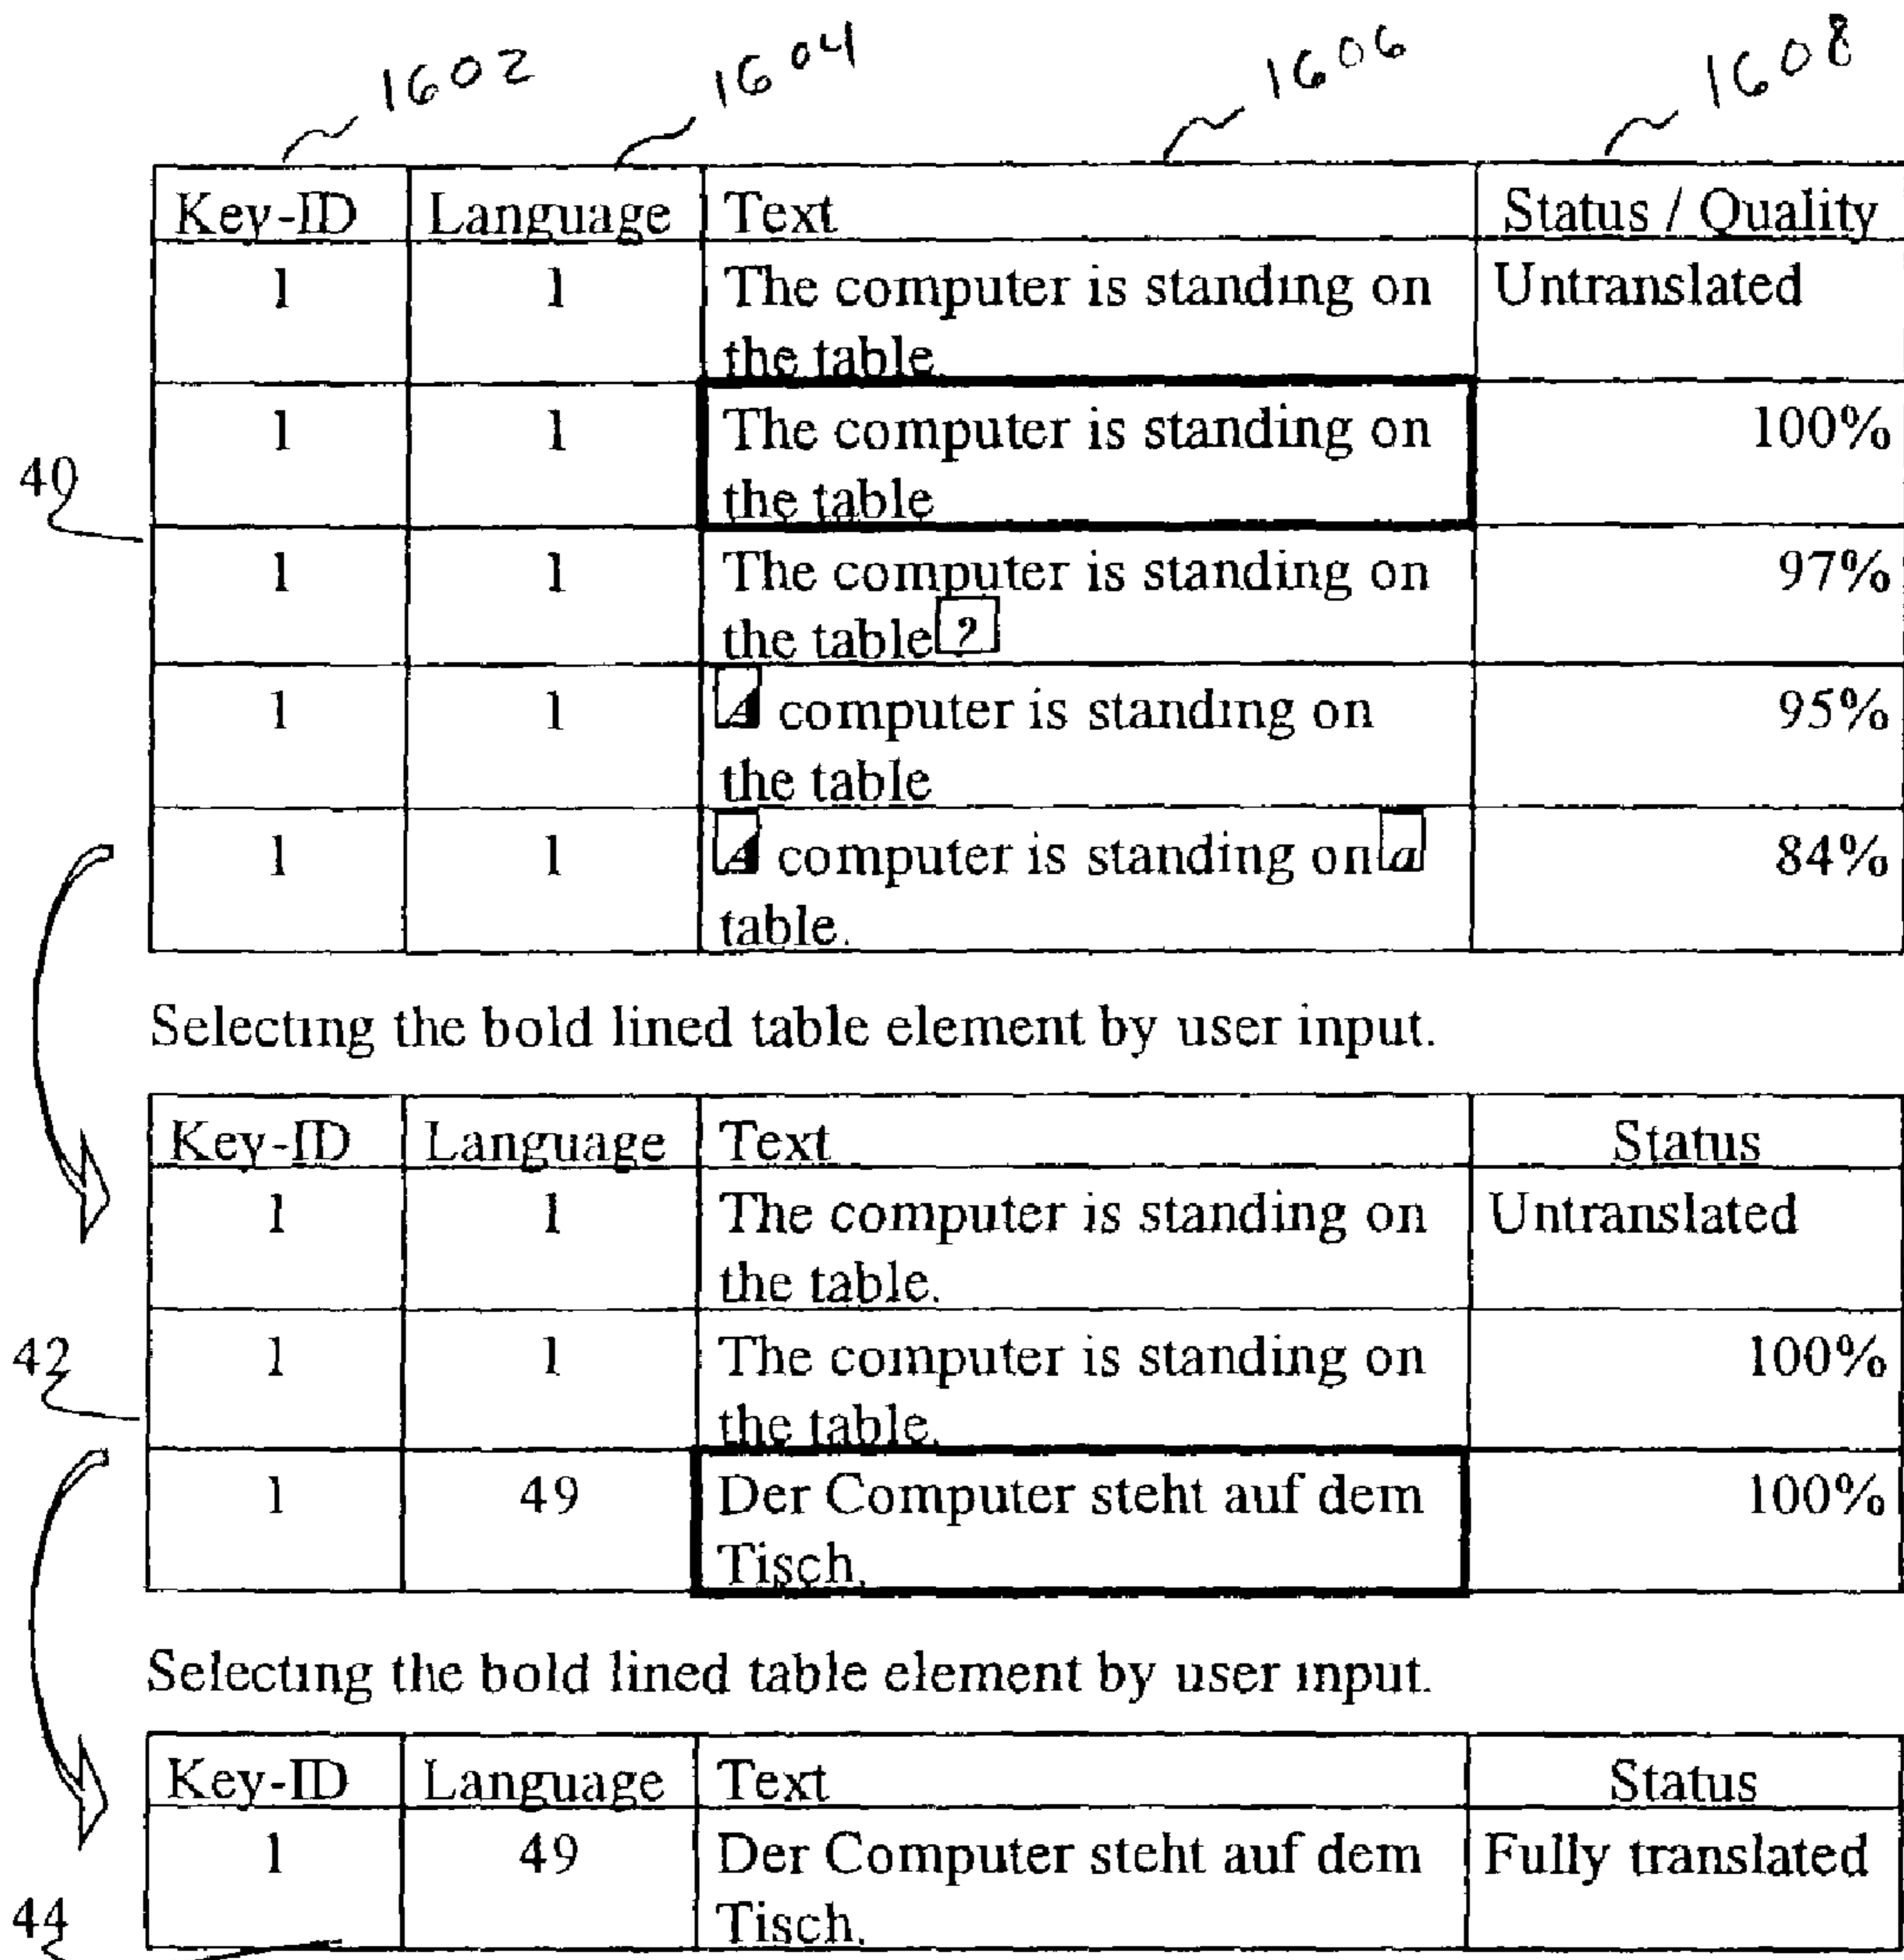 1602 1604 1606 1608
Key-ID Language Text Status / Quality
1 1 The computer is standing on Untranslated
the table.
1 1 The computer is standing on 100%
the table
40
1 1 The computer is standing on 97%
the table ?
1 1 A computer is standing on 95%
the table
1 1 A computer is standing on a 84%
table.
Selecting the bold lined table element by user input.
Key-ID Language Text Status
1 1 The computer is standing on Untranslated
the table.
42
1 1 The computer is standing on 100%
the table.
1 49 Der Computer steht auf dem 100%
Tisch.
Selecting the bold lined table element by user input.
Key-ID Language Text Status
1 49 Der Computer steht auf dem Fully translated
Tisch.
44